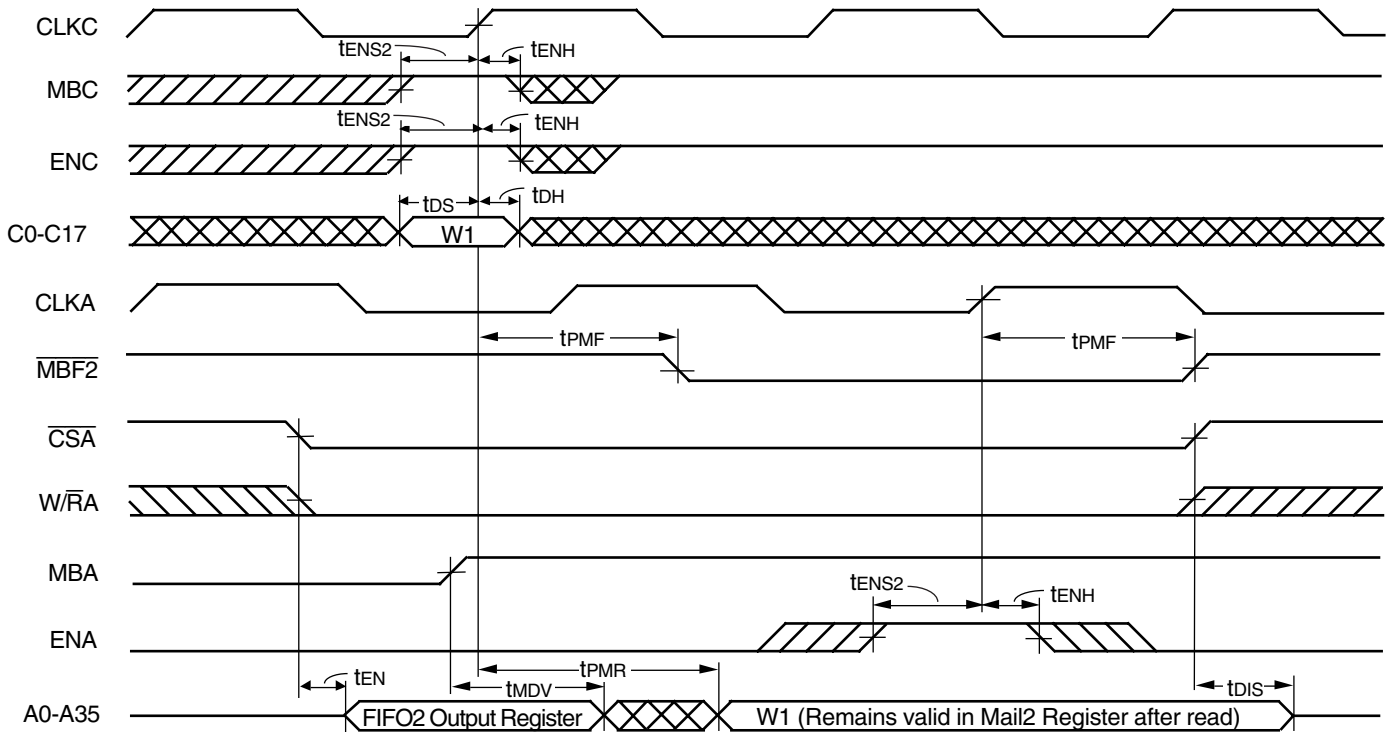 CLKC
tENS2
tENH
MBC
tENS2
tENH
ENC
tDS
tDH
C0-C17
W1
CLKA
tPMF
tPMF
MBF2
CSA
W/RA
MBA
tENS2
tENH
ENA
tEN
tPMR
tMDV
tDIS
A0-A35
FIFO2 Output Register
W1 (Remains valid in Mail2 Register after read)